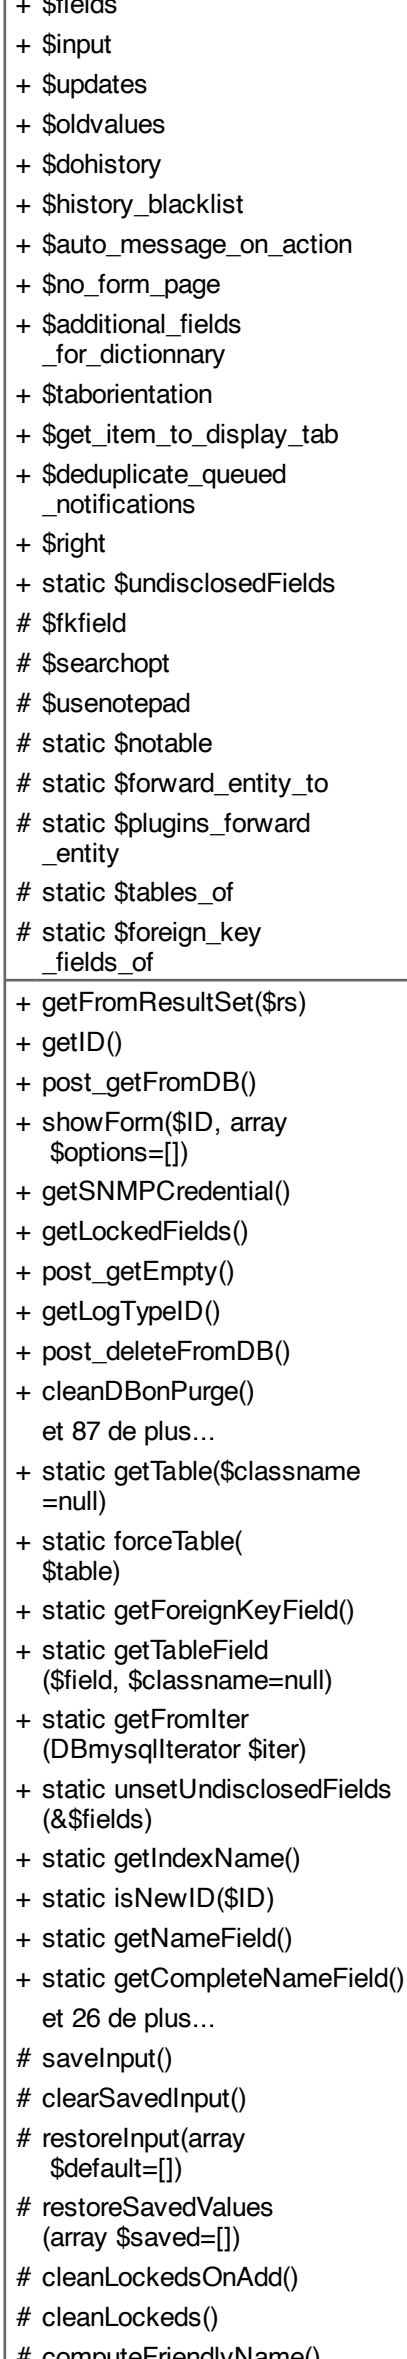 + $fields
+ $input
+ $updates
+ $oldvalues
+ $dohistory
+ $history_blacklist
+ $auto_message_on_action
+ $no_form_page
+ $additional_fields
_for_dictionnary
+ $taborientation
+ $get_item_to_display_tab
+ $deduplicate_queued
_notifications
+ $right
+ static $undisclosedFields
# $fkfield
# $searchopt
# $usenotepad
# static $notable
# static $forward_entity_to
# static $plugins_forward
_entity
# static $tables_of
# static $foreign_key
_fields_of
+ getFromResultSet($rs)
+ getID()
+ post_getFromDB()
+ showForm($ID, array
$options=[])
+ getSNMPCredential()
+ getLockedFields()
+ post_getEmpty()
+ getLogTypeID()
+ post_deleteFromDB()
+ cleanDBonPurge()
et 87 de plus...
+ static getTable($classname
=null)
+ static forceTable(
$table)
+ static getForeignKeyField()
+ static getTableField
($field, $classname=null)
+ static getFromIter
(DBmysqlIterator $iter)
+ static unsetUndisclosedFields
(&$fields)
+ static getIndexName()
+ static isNewID($ID)
+ static getNameField()
+ static getCompleteNameField()
et 26 de plus...
# saveInput()
# clearSavedInput()
# restoreInput(array
$default=[])
# restoreSavedValues
(array $saved=[])
# cleanLockedsOnAdd()
# cleanLockeds()
# computeFriendlyName()